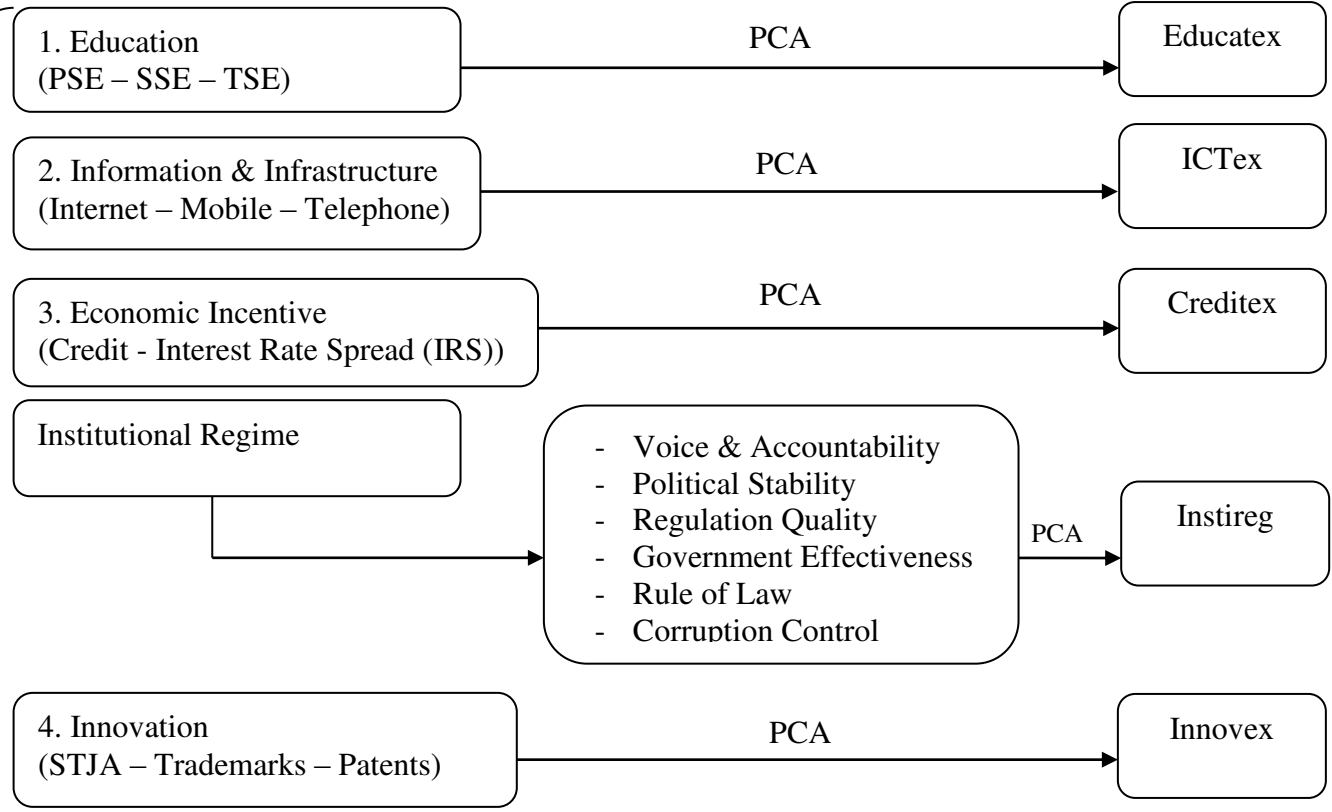 1. Education
(PSE – SSE – TSE)
PCA
Educatex
2. Information & Infrastructure
(Internet – Mobile – Telephone)
PCA
ICTex
3. Economic Incentive
(Credit - Interest Rate Spread (IRS))
PCA
Creditex
Institutional Regime
- Voice & Accountability
- Political Stability
- Regulation Quality
- Government Effectiveness
- Rule of Law
- Corruption Control
PCA
Instireg
4. Innovation
(STJA – Trademarks – Patents)
PCA
Innovex